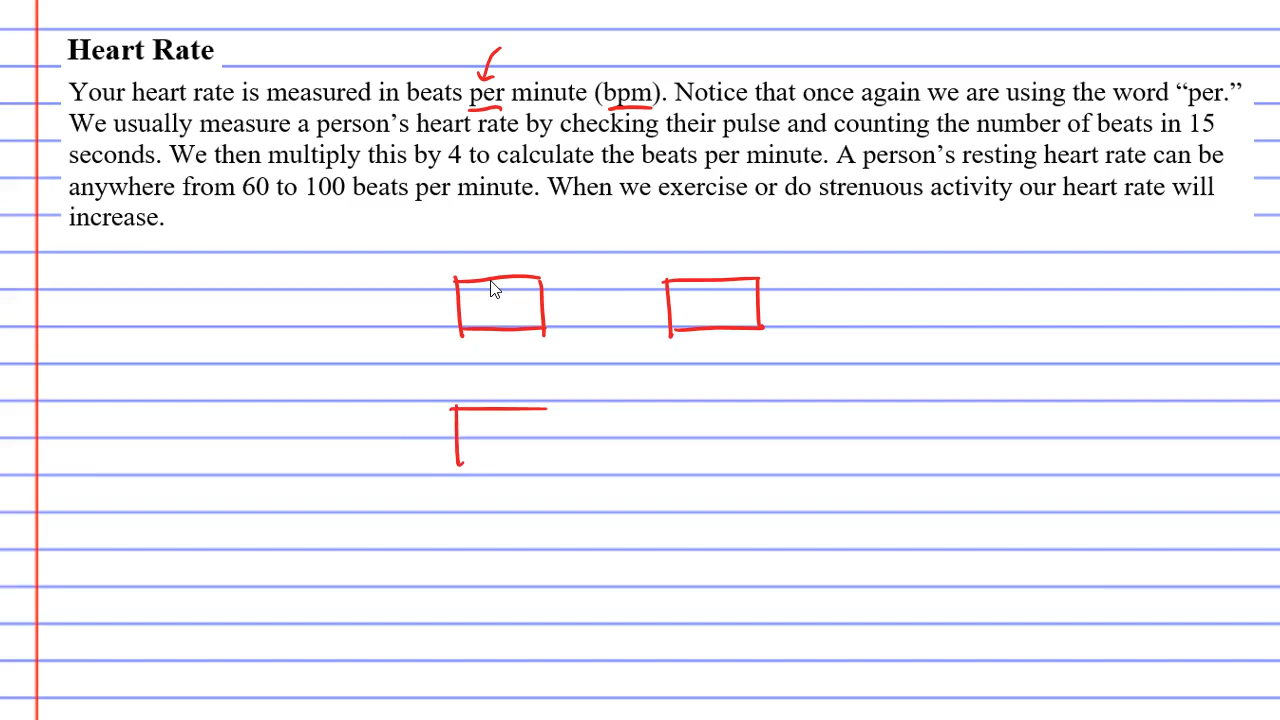 Heart Rate
Your heart rate is measured in beats per minute (bpm). Notice that once again we are using the word “per.”
We usually measure a person’s heart rate by checking their pulse and counting the number of beats in 15
seconds. We then multiply this by 4 to calculate the beats per minute. A person’s resting heart rate can be
anywhere from 60 to 100 beats per minute. When we exercise or do strenuous activity our heart rate will
increase.